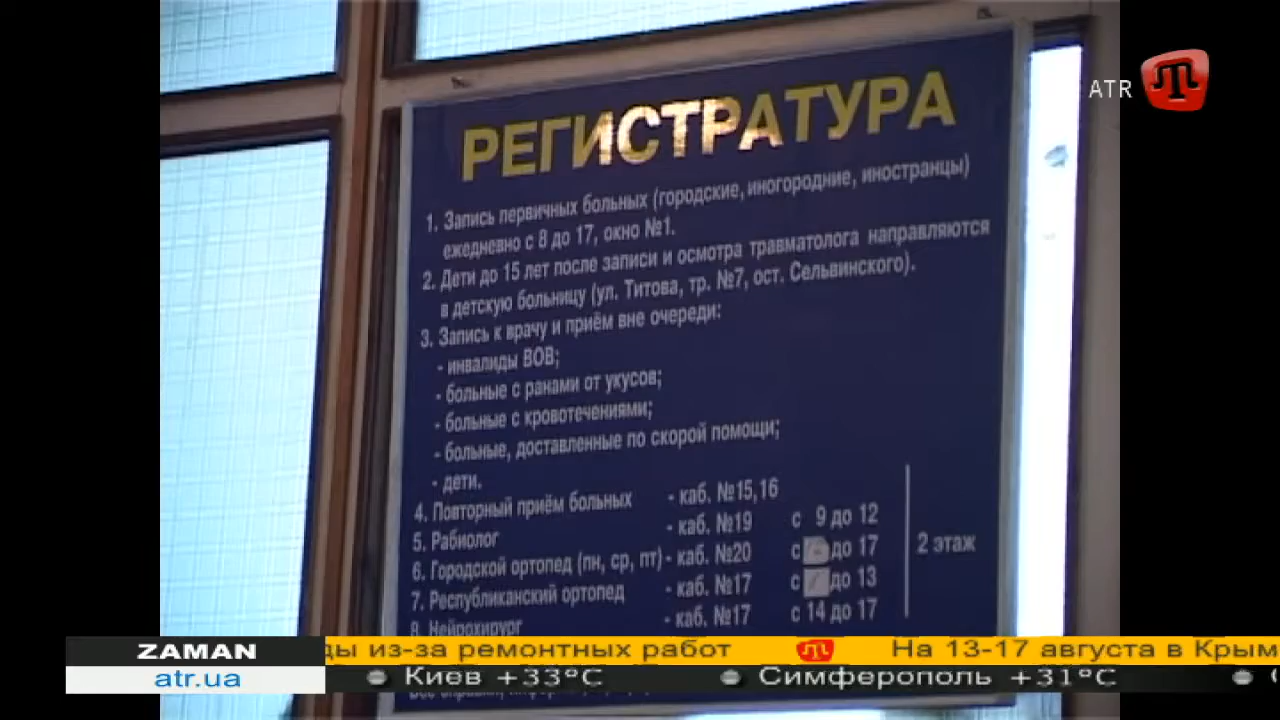 ATR
РЕГИСТРАТУРА
1. Запись первичных больных (городские, иногородние, иностранцы)
ежедневно с 8 до 17, окно №1.
2. Дети до 15 лет после записи и осмотра травматолога направляются
в детскую больницу (ул. Титова, тр. №7, ост. Сельвинского).
3. Запись к врачу и приём вне очереди:
- инвалиды ВОВ;
- больные с ранами от укусов;
- больные с кровотечениями;
- больные, доставленные по скорой помощи;
- дети.
4. Повторный приём больных - каб. №15,16
5. Рабиолог - каб. №19 с 9 до 12
6. Городской ортопед (пн, ср, пт) - каб. №20 с до 17 2 этаж
7. Республиканский ортопед - каб. №17 с до 13
8. Нейрохирург - каб. №17 с 14 до 17
ZAMAN ды из-за ремонтных работ На 13-17 августа в Крым
atr.ua Киев +33°C Симферополь +31°C